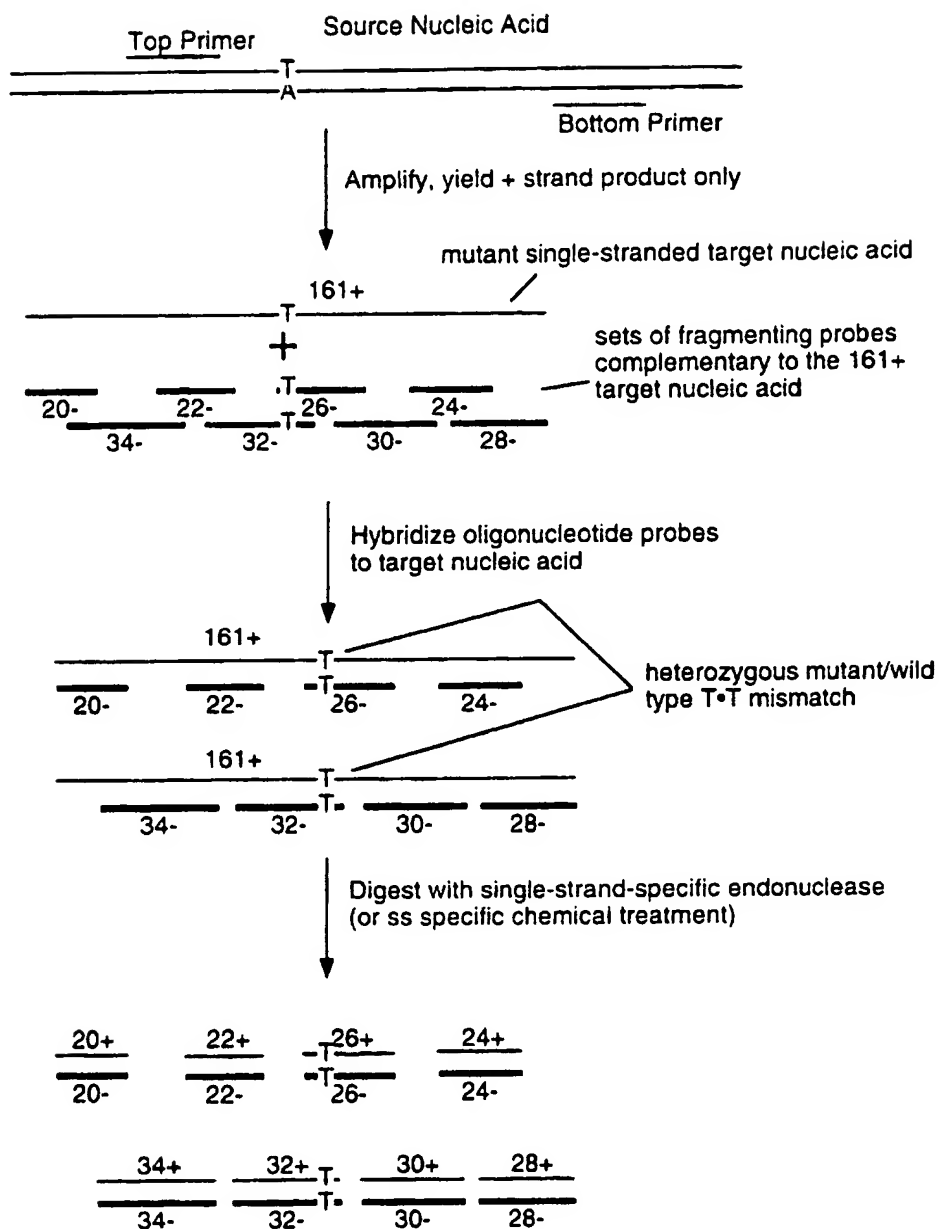 Source Nucleic Acid
Top Primer
T
A
Bottom Primer
Amplify, yield + strand product only
mutant single-stranded target nucleic acid
161+
T
+
sets of fragmenting probes
complementary to the 161+
target nucleic acid
T
20- 22- 26- 24-
T
34- 32- 30- 28-
Hybridize oligonucleotide probes
to target nucleic acid
161+
T
T
20- 22- 26- 24-
heterozygous mutant/wild
type T•T mismatch
161+
T
T
34- 32- 30- 28-
Digest with single-strand-specific endonuclease
(or ss specific chemical treatment)
20+ 22+ 26+ 24+
T
T
20- 22- 26- 24-
34+ 32+ 30+ 28+
T
T
34- 32- 30- 28-